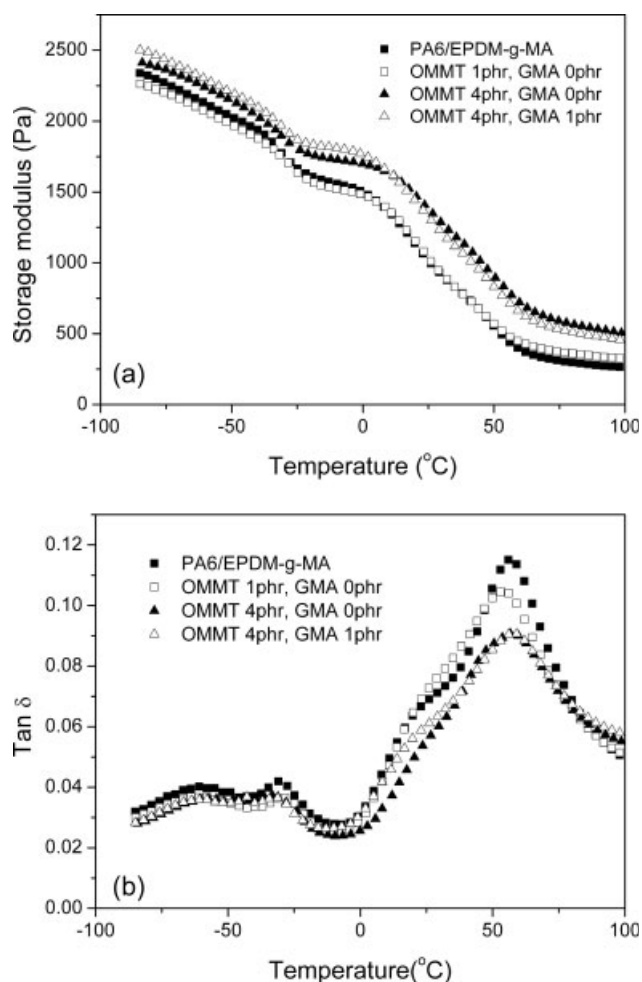 (a)
2500
2000
1500
1000
500
0
Storage modulus (Pa)
PA6/EPDM-g-MA
OMMT 1phr, GMA 0phr
OMMT 4phr, GMA 0phr
OMMT 4phr, GMA 1phr
-100 -50 0 50 100
Temperature (°C)
0.12
0.10
0.08
0.06
0.04
0.02
0.00
Tan δ
PA6/EPDM-g-MA
OMMT 1phr, GMA 0phr
OMMT 4phr, GMA 0phr
OMMT 4phr, GMA 1phr
(b)
-100 -50 0 50 100
Temperature(°C)